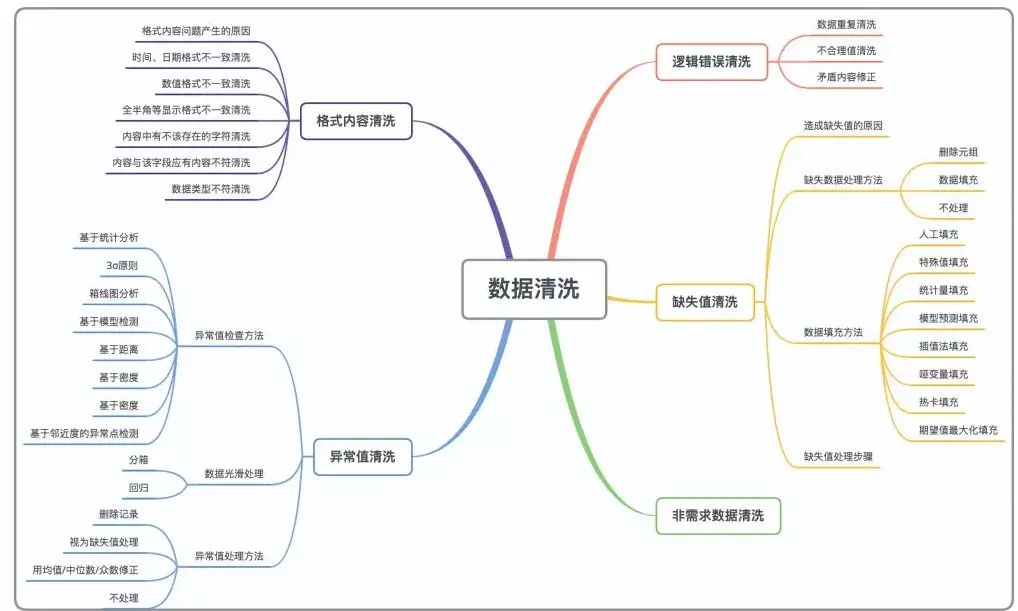 数据清洗
格式内容清洗
格式内容问题产生的原因
时间、日期格式不一致清洗
数值格式不一致清洗
全半角等显示格式不一致清洗
内容中有不该存在的字符清洗
内容与该字段应有内容不符清洗
数据类型不符清洗
异常值清洗
异常值检查方法
基于统计分析
3σ原则
箱线图分析
基于模型检测
基于距离
基于密度
基于密度
基于邻近度的异常点检测
数据光滑处理
分箱
回归
异常值处理方法
删除记录
视为缺失值处理
用均值/中位数/众数修正
不处理
逻辑错误清洗
数据重复清洗
不合理值清洗
矛盾内容修正
缺失值清洗
造成缺失值的原因
缺失数据处理方法
删除元组
数据填充
不处理
数据填充方法
人工填充
特殊值填充
统计量填充
模型预测填充
插值法填充
哑变量填充
热卡填充
期望值最大化填充
缺失值处理步骤
非需求数据清洗